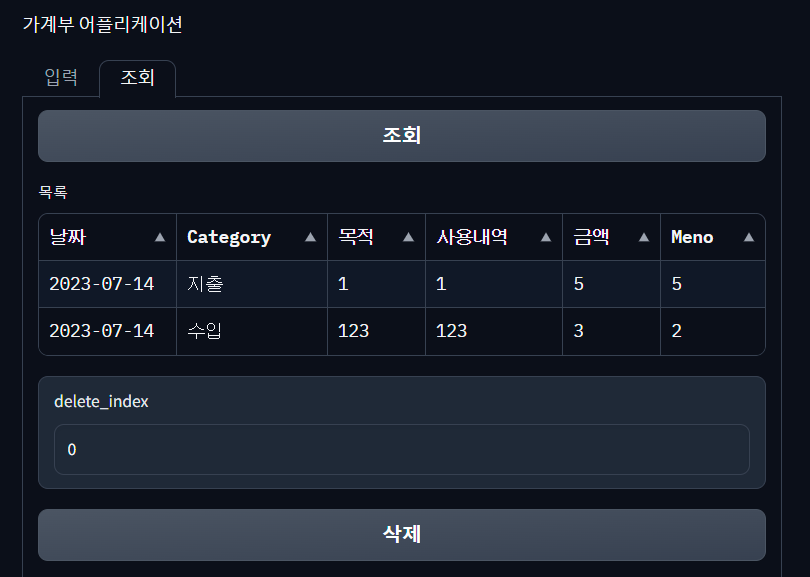 가계부 어플리케이션
입력 조회
조회
목록
날짜 ▲ Category ▲ 목적 ▲ 사용내역 ▲ 금액 ▲ Meno ▲
2023-07-14 지출 1 1 5 5
2023-07-14 수입 123 123 3 2
delete_index
0
삭제